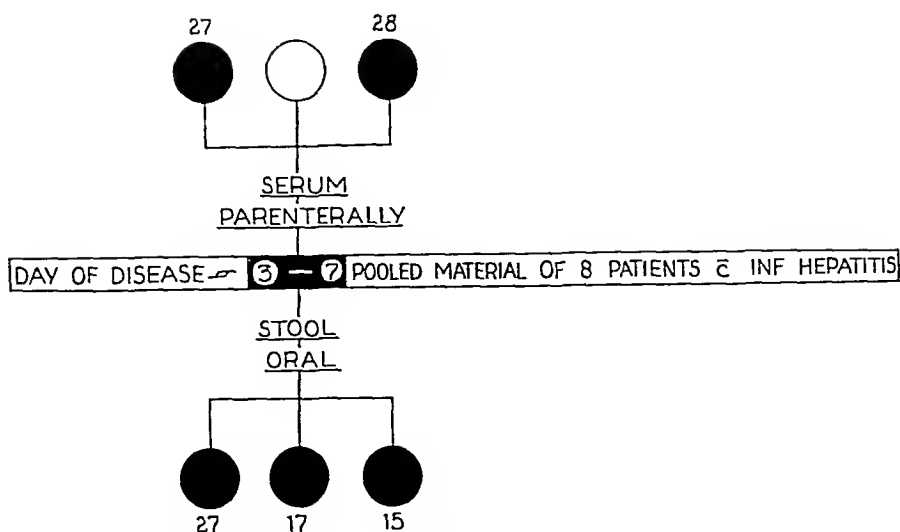 27 28
SERUM
PARENTERALLY
DAY OF DISEASE 3 — 7 POOLED MATERIAL OF 8 PATIENTS c̄ INF HEPATITIS
STOOL
ORAL
27 17 15